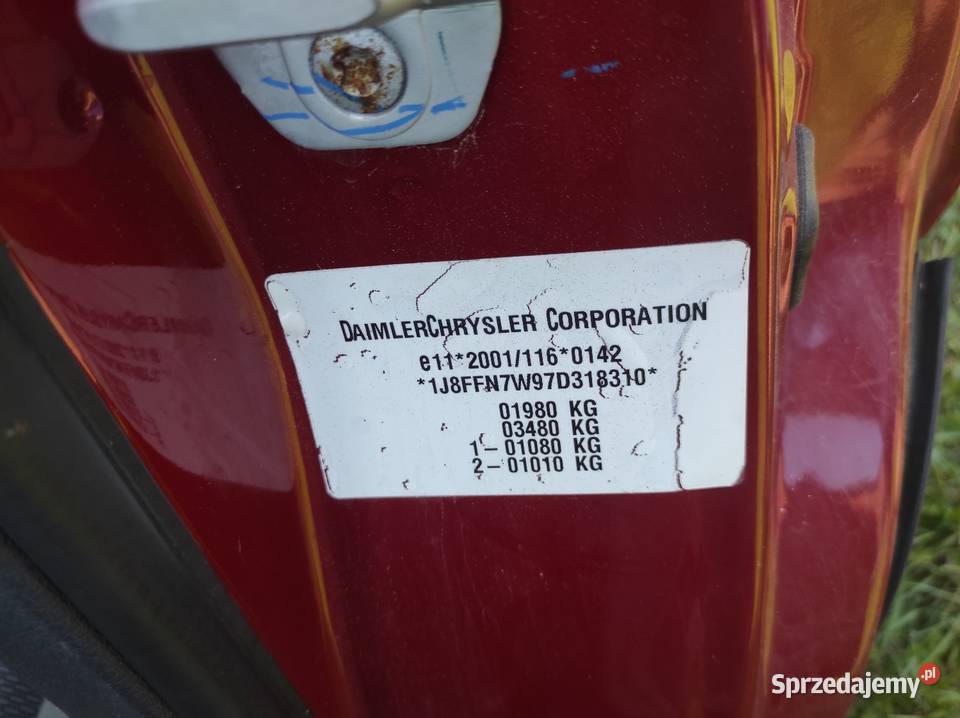 DAIMLERCHRYSLER CORPORATION
e11*2001/116*0142
*1J8FFN7W97D318310*
01980 KG
03480 KG
1–01080 KG
2–01010 KG
Sprzedajemy.pl